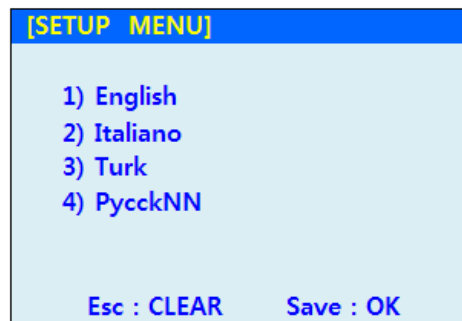 [SETUP MENU]
1) English
2) Italiano
3) Turk
4) PycckNN
Esc : CLEAR Save : OK